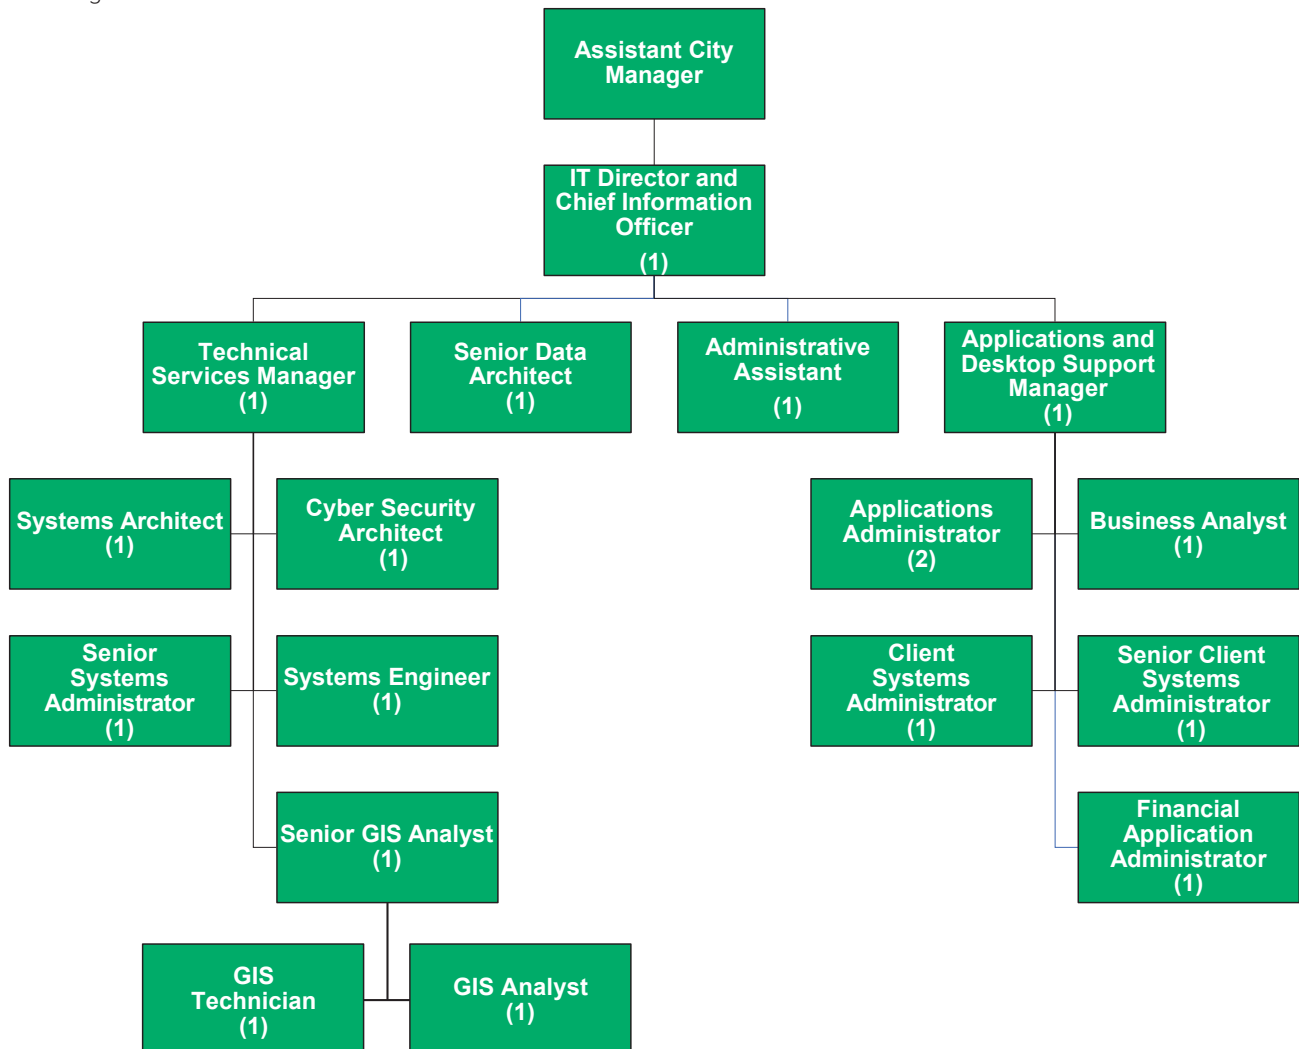 Assistant City
Manager
IT Director and
Chief Information
Officer
(1)
Technical
Services Manager
(1)
Senior Data
Architect
(1)
Administrative
Assistant
(1)
Applications and
Desktop Support
Manager
(1)
Systems Architect
(1)
Cyber Security
Architect
(1)
Applications
Administrator
(2)
Business Analyst
(1)
Senior
Systems
Administrator
(1)
Systems Engineer
(1)
Client
Systems
Administrator
(1)
Senior Client
Systems
Administrator
(1)
Senior GIS Analyst
(1)
Financial
Application
Administrator
(1)
GIS
Technician
(1)
GIS Analyst
(1)